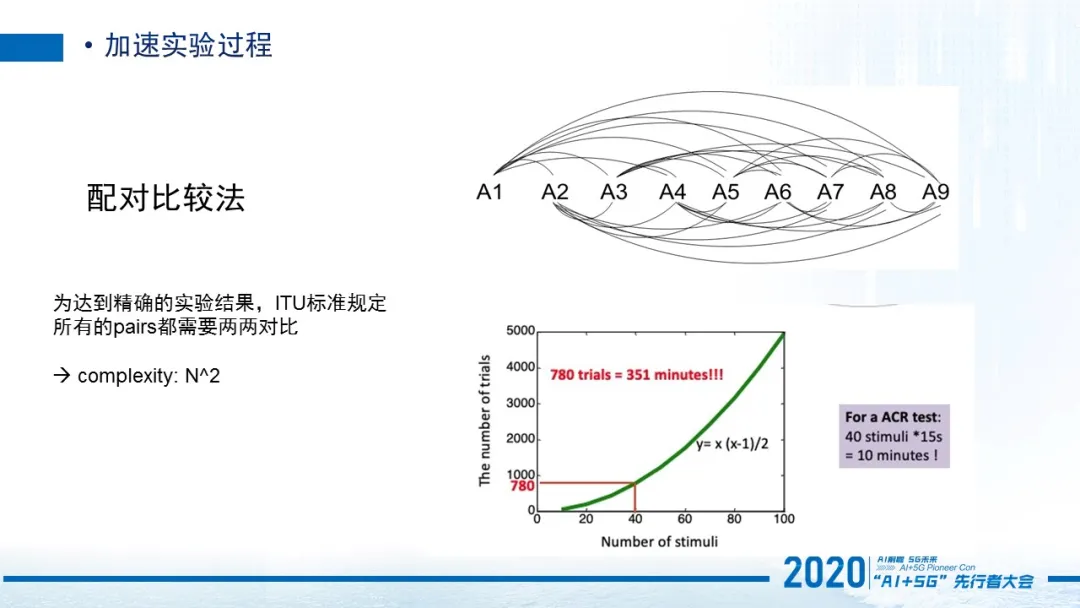 • 加速实验过程
配对比较法
为达到精确的实验结果，ITU标准规定
所有的pairs都需要两两对比
→ complexity: N^2
A1 A2 A3 A4 A5 A6 A7 A8 A9
The number of trials
5000
4000
3000
2000
1000
780
0
780 trials = 351 minutes!!!
y= x (x-1)/2
0 20 40 60 80 100
Number of stimuli
For a ACR test:
40 stimuli *15s
= 10 minutes !
2020
AI制霸 5G未来
AI+5G Pioneer Con
“AI+5G”先行者大会